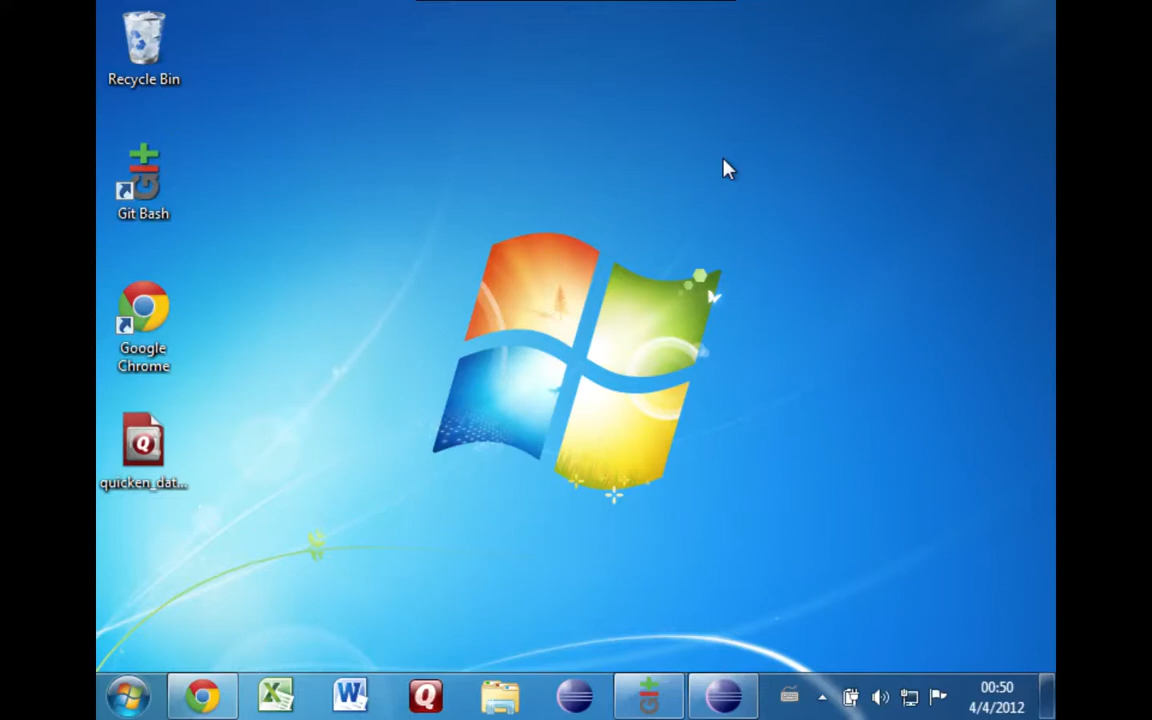 Recycle Bin
Git Bash
Google
Chrome
quicken_dat...
00:50
4/4/2012